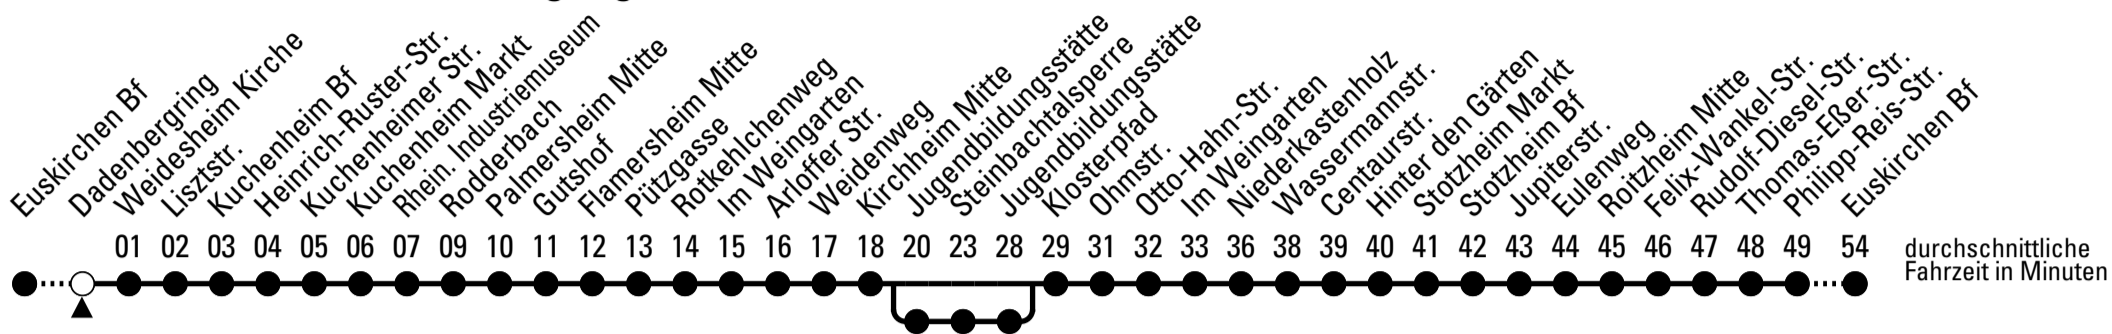 Euskirchen Bf
Dadenbergring
Weidesheim Kirche
Lisztstr.
Kuchenheim Bf
Heinrich-Ruster-Str.
Kuchenheimer Str.
Kuchenheim Markt
Rhein. Industriemuseum
Rodderbach
Palmersheim Mitte
Gutshof
Flamersheim Mitte
Pützgasse
Rotkehlchenweg
Im Weingarten
Arloffer Str.
Weidenweg
Kirchheim Mitte
Jugendbildungsstätte
Steinbachtalsperre
Jugendbildungsstätte
Klosterpfad
Ohmstr.
Otto-Hahn-Str.
Im Weingarten
Niederkastenholz
Wassermannstr.
Centaurstr.
Hinter den Gärten
Stotzheim Markt
Stotzheim Bf
Jupiterstr.
Eulenweg
Roitzheim Mitte
Felix-Wankel-Str.
Rudolf-Diesel-Str.
Thomas-Eßer-Str.
Philipp-Reis-Str.
Euskirchen Bf
01 02 03 04 05 06 07 09 10 11 12 13 14 15 16 17 18 20 23 28 29 31 32 33 36 38 39 40 41 42 43 44 45 46 47 48 49 54
durchschnittliche
Fahrzeit in Minuten